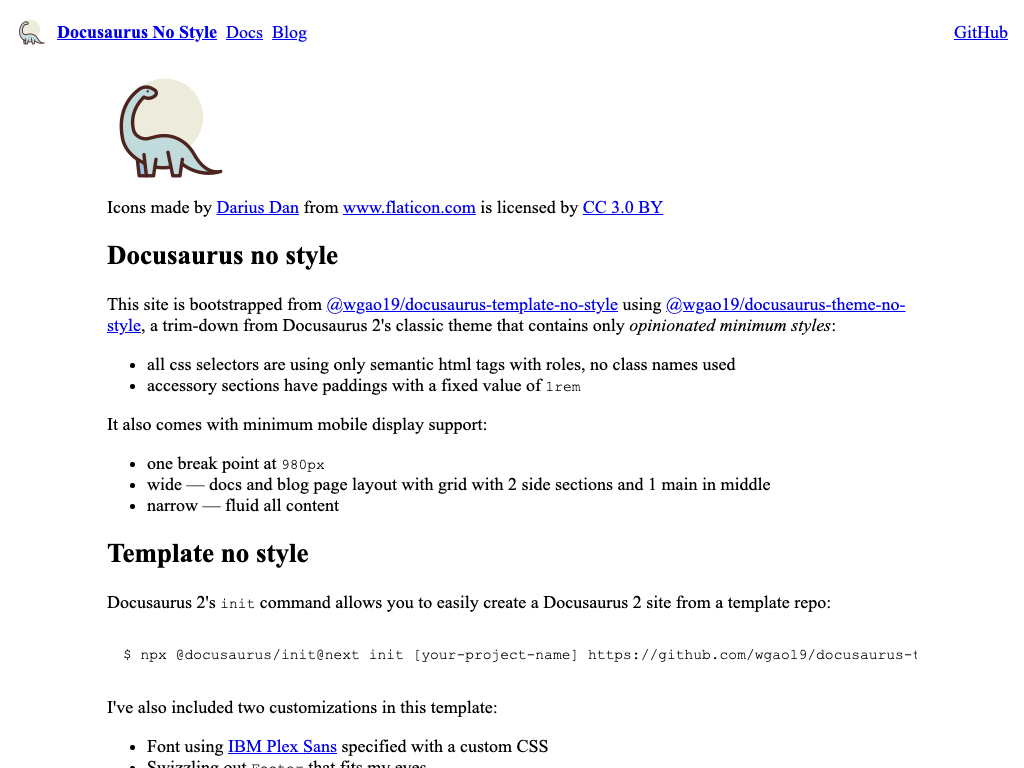 Docusaurus No Style Docs Blog GitHub
Icons made by Darius Dan from www.flaticon.com is licensed by CC 3.0 BY
Docusaurus no style
This site is bootstrapped from @wgao19/docusaurus-template-no-style using @wgao19/docusaurus-theme-no-
style, a trim-down from Docusaurus 2's classic theme that contains only opinionated minimum styles:
• all css selectors are using only semantic html tags with roles, no class names used
• accessory sections have paddings with a fixed value of 1rem
It also comes with minimum mobile display support:
• one break point at 980px
• wide — docs and blog page layout with grid with 2 side sections and 1 main in middle
• narrow — fluid all content
Template no style
Docusaurus 2's init command allows you to easily create a Docusaurus 2 site from a template repo:
$ npx @docusaurus/init@next init [your-project-name] https://github.com/wgao19/docusaurus-t
I've also included two customizations in this template:
• Font using IBM Plex Sans specified with a custom CSS
• Swizzling out Footer that fits my eyes